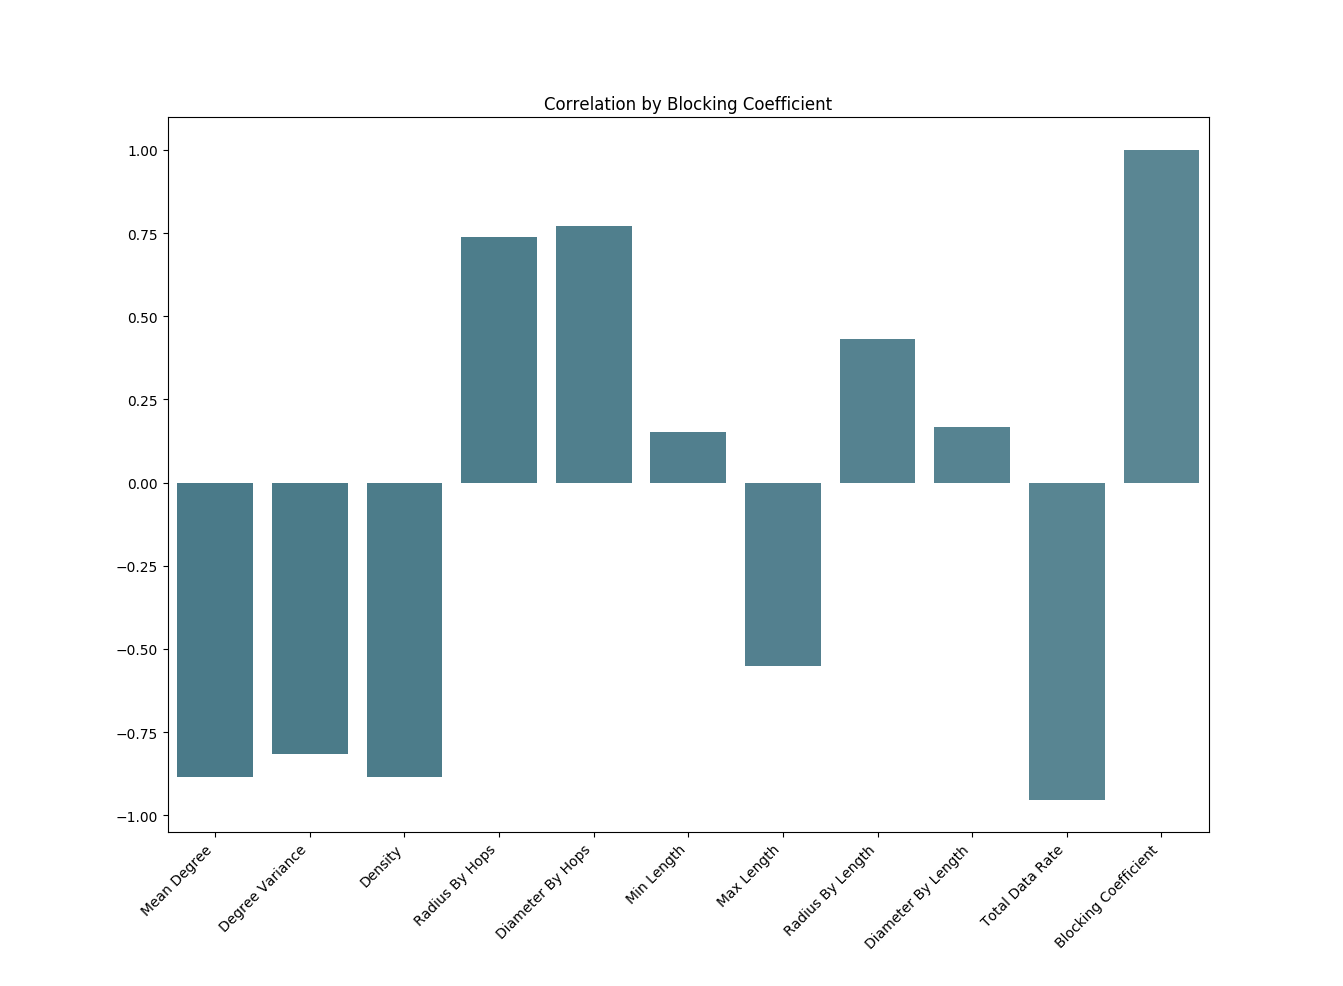 Correlation by Blocking Coefficient
1.00
0.75
0.50
0.25
0.00
−0.25
−0.50
−0.75
−1.00
Mean Degree
Degree Variance
Density
Radius By Hops
Diameter By Hops
Min Length
Max Length
Radius By Length
Diameter By Length
Total Data Rate
Blocking Coefficient